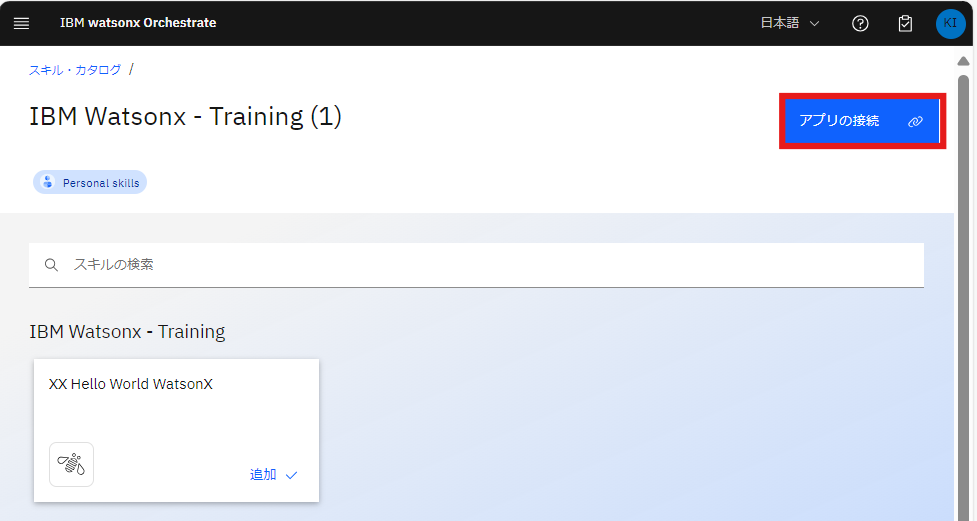 IBM watsonx Orchestrate
日本語
KI
スキル・カタログ /
IBM Watsonx - Training (1)
アプリの接続
Personal skills
スキルの検索
IBM Watsonx - Training
XX Hello World WatsonX
追加